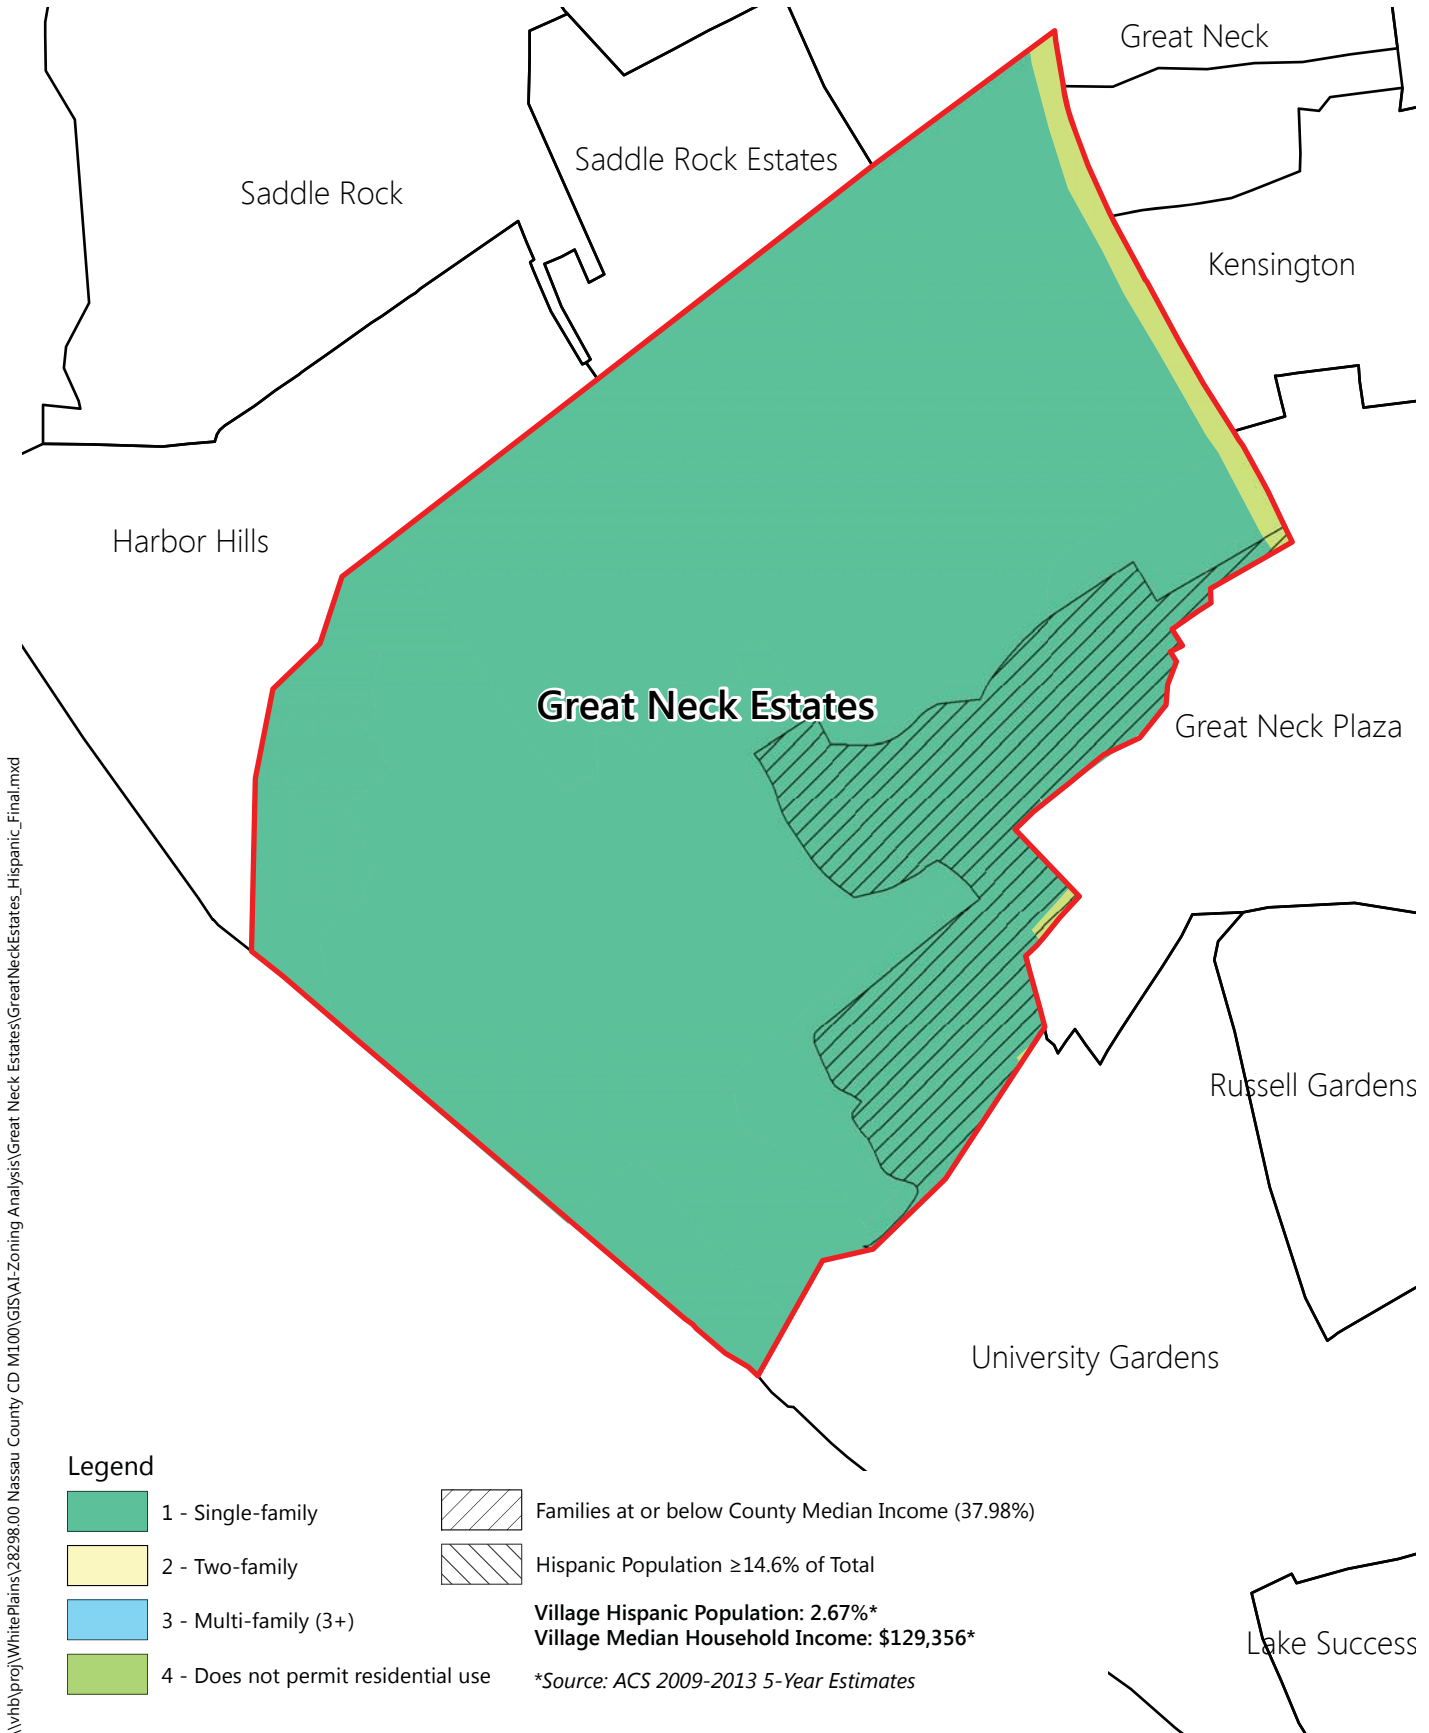 Great Neck
Saddle Rock Estates
Saddle Rock
Kensington
Harbor Hills
Great Neck Estates
Great Neck Plaza
Russell Gardens
University Gardens
Lake Success
Legend
1 - Single-family
2 - Two-family
3 - Multi-family (3+)
4 - Does not permit residential use
Families at or below County Median Income (37.98%)
Hispanic Population ≥14.6% of Total
Village Hispanic Population: 2.67%*
Village Median Household Income: $129,356*
*Source: ACS 2009-2013 5-Year Estimates
\\vhb\proj\WhitePlains\28298.00 Nassau County CD M100\GIS\AI-Zoning Analysis\Great Neck Estates\GreatNeckEstates_Hispanic_Final.mxd